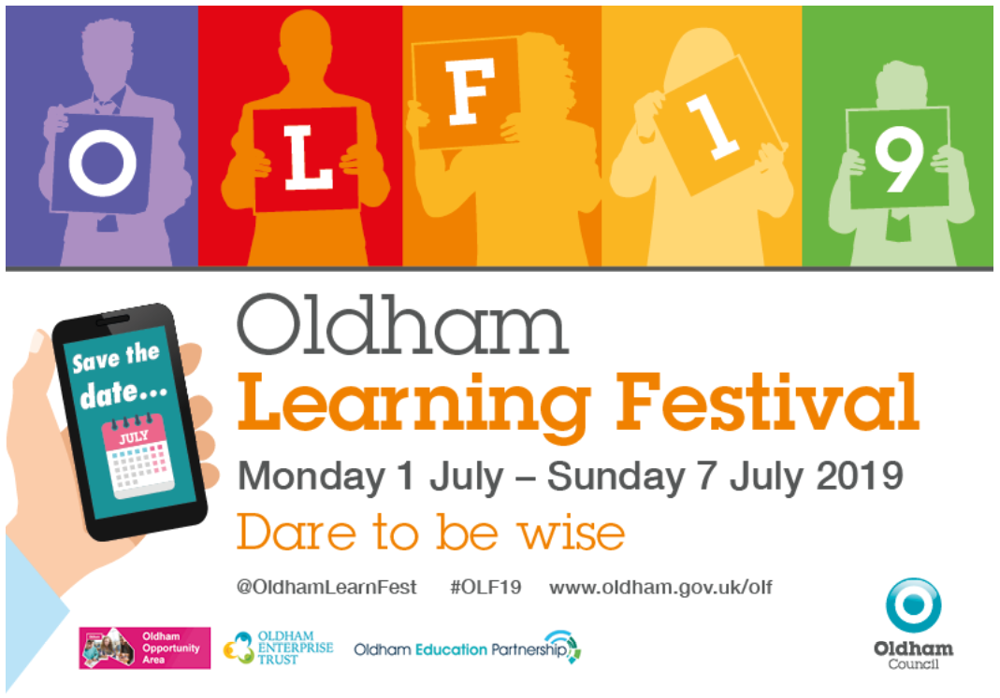 O L F 1 9
Save the
date...
JULY
Oldham
Learning Festival
Monday 1 July – Sunday 7 July 2019
Dare to be wise
@OldhamLearnFest #OLF19 www.oldham.gov.uk/olf
Oldham
Opportunity
Area
OLDHAM
ENTERPRISE
TRUST
Oldham Education Partnership
Oldham
Council